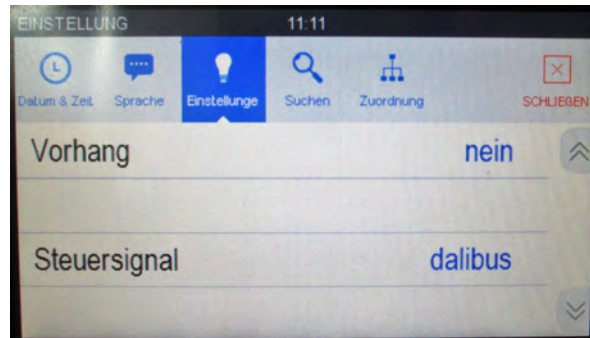 EINSTELLUNG 11:11
Datum & Zeit Sprache Einstellunge Suchen Zuordnung SCHLIEßEN
Vorhang nein
Steuersignal dalibus